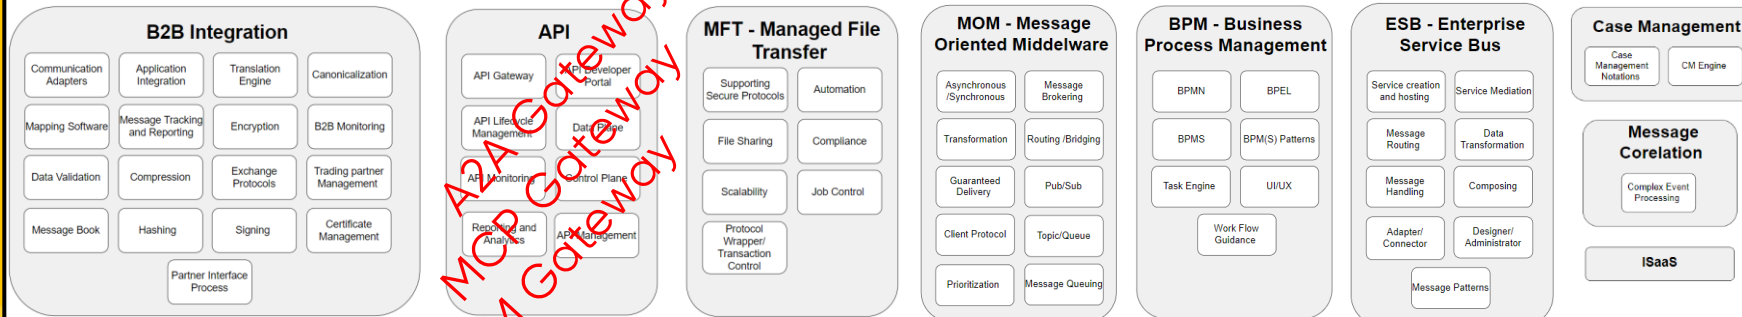 B2B Integration
Communication
Adapters
Application
Integration
Translation
Engine
Canonicalization
Mapping Software
Message Tracking
and Reporting
Encryption
B2B Monitoring
Data Validation
Compression
Exchange
Protocols
Trading partner
Management
Message Book
Hashing
Signing
Certificate
Management
Partner Interface
Process
API
API Gateway
API Developer
Portal
API Lifecycle
Management
Data Plane
API Monitoring
Control Plane
Reporting and
Analytics
API Management
A2A Gateway
MCP Gateway
Gateway
MFT - Managed File
Transfer
Supporting
Secure Protocols
Automation
File Sharing
Compliance
Scalability
Job Control
Protocol
Wrapper/
Transaction
Control
MOM - Message
Oriented Middelware
Asynchronous
/Synchronous
Message
Brokering
Transformation
Routing /Bridging
Guaranteed
Delivery
Pub/Sub
Client Protocol
Topic/Queue
Prioritization
Message Queuing
BPM - Business
Process Management
BPMN
BPEL
BPMS
BPM(S) Patterns
Task Engine
UI/UX
Work Flow
Guidance
ESB - Enterprise
Service Bus
Service creation
and hosting
Service Mediation
Message
Routing
Data
Transformation
Message
Handling
Composing
Adapter/
Connector
Designer/
Administrator
Message Patterns
Case Management
Case
Management
Notations
CM Engine
Message
Corelation
Complex Event
Processing
ISaaS